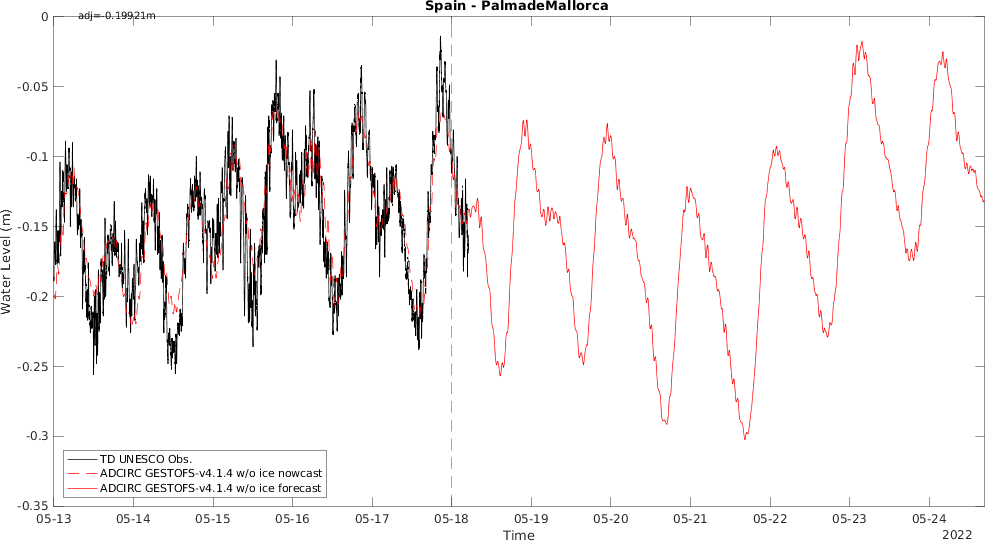 Spain - PalmadeMallorca
adj=-0.19921m
0
-0.05
-0.1
-0.15
-0.2
-0.25
-0.3
-0.35
Water Level (m)
TD UNESCO Obs.
ADCIRC GESTOFS-v4.1.4 w/o ice nowcast
ADCIRC GESTOFS-v4.1.4 w/o ice forecast
05-13 05-14 05-15 05-16 05-17 05-18 05-19 05-20 05-21 05-22 05-23 05-24
Time
2022